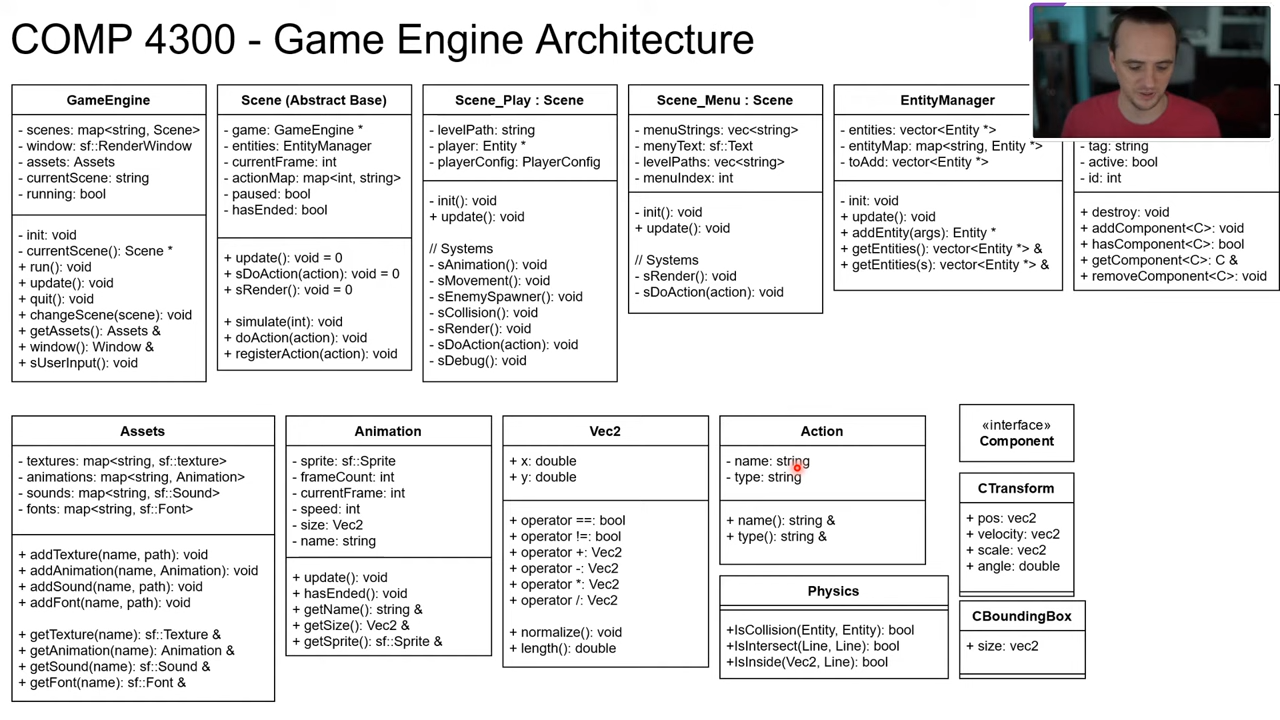 COMP 4300 - Game Engine Architecture
GameEngine
- scenes: map<string, Scene>
- window: sf::RenderWindow
- assets: Assets
- currentScene: string
- running: bool
- init: void
- currentScene(): Scene *
+ run(): void
+ update(): void
+ quit(): void
+ changeScene(scene): void
+ getAssets(): Assets &
+ window(): Window &
+ sUserInput(): void
Scene (Abstract Base)
- game: GameEngine *
- entities: EntityManager
- currentFrame: int
- actionMap: map<int, string>
- paused: bool
- hasEnded: bool
+ update(): void = 0
+ sDoAction(action): void = 0
+ sRender(): void = 0
+ simulate(int): void
+ doAction(action): void
+ registerAction(action): void
Scene_Play : Scene
- levelPath: string
- player: Entity *
- playerConfig: PlayerConfig
- init(): void
+ update(): void
// Systems
- sAnimation(): void
- sMovement(): void
- sEnemySpawner(): void
- sCollision(): void
- sRender(): void
- sDoAction(action): void
- sDebug(): void
Scene_Menu : Scene
- menuStrings: vec<string>
- menyText: sf::Text
- levelPaths: vec<string>
- menuIndex: int
- init(): void
+ update(): void
// Systems
- sRender(): void
- sDoAction(action): void
EntityManager
- entities: vector<Entity *>
- entityMap: map<string, Entity *>
- toAdd: vector<Entity *>
- init: void
+ update(): void
+ addEntity(args): Entity *
+ getEntities(): vector<Entity *> &
+ getEntities(s): vector<Entity *> &
- tag: string
- active: bool
- id: int
+ destroy: void
+ addComponent<C>: void
+ hasComponent<C>: bool
+ getComponent<C>: C &
+ removeComponent<C>: void
Assets
- textures: map<string, sf::texture>
- animations: map<string, Animation>
- sounds: map<string, sf::Sound>
- fonts: map<string, sf::Font>
+ addTexture(name, path): void
+ addAnimation(name, Animation): void
+ addSound(name, path): void
+ addFont(name, path): void
+ getTexture(name): sf::Texture &
+ getAnimation(name): Animation &
+ getSound(name): sf::Sound &
+ getFont(name): sf::Font &
Animation
- sprite: sf::Sprite
- frameCount: int
- currentFrame: int
- speed: int
- size: Vec2
- name: string
+ update(): void
+ hasEnded(): void
+ getName(): string &
+ getSize(): Vec2 &
+ getSprite(): sf::Sprite &
Vec2
+ x: double
+ y: double
+ operator ==: bool
+ operator !=: bool
+ operator +: Vec2
+ operator -: Vec2
+ operator *: Vec2
+ operator /: Vec2
+ normalize(): void
+ length(): double
Action
- name: string
- type: string
+ name(): string &
+ type(): string &
Physics
+IsCollision(Entity, Entity): bool
+IsIntersect(Line, Line): bool
+IsInside(Vec2, Line): bool
«interface»
Component
CTransform
+ pos: vec2
+ velocity: vec2
+ scale: vec2
+ angle: double
CBoundingBox
+ size: vec2